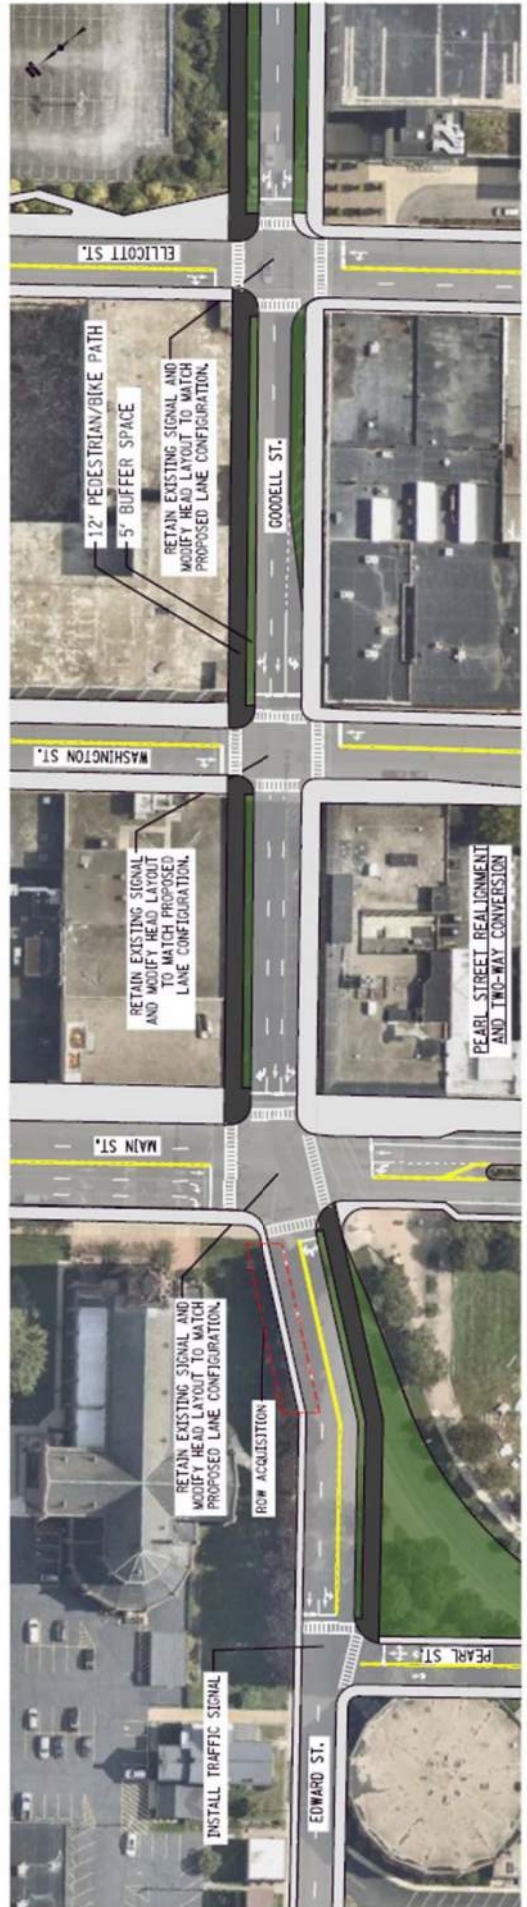 ELLICOTT ST.
12' PEDESTRIAN/BIKE PATH
5' BUFFER SPACE
RETAIN EXISTING SIGNAL AND
MODIFY HEAD LAYOUT TO MATCH
PROPOSED LANE CONFIGURATION.
GOODELL ST.
WASHINGTON ST.
RETAIN EXISTING SIGNAL
AND MODIFY HEAD LAYOUT
TO MATCH PROPOSED
LANE CONFIGURATION.
PEARL STREET REALIGNMENT
AND TWO-WAY CONVERSION
MAIN ST.
RETAIN EXISTING SIGNAL AND
MODIFY HEAD LAYOUT TO MATCH
PROPOSED LANE CONFIGURATION.
ROW ACQUISITION
INSTALL TRAFFIC SIGNAL
EDWARD ST.
PEARL ST.